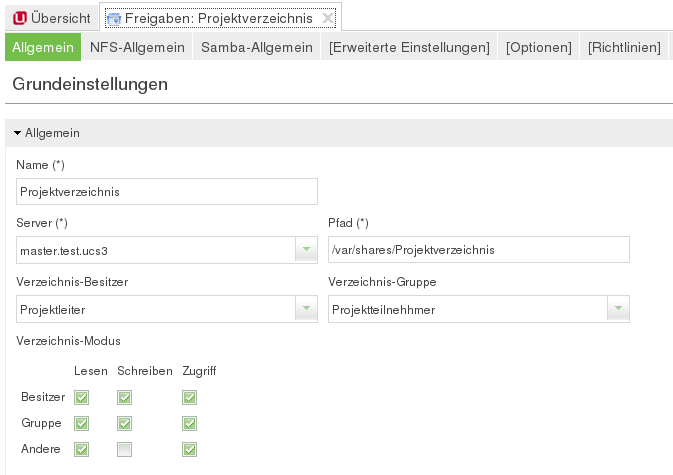 Übersicht Freigaben: Projektverzeichnis
Allgemein NFS-Allgemein Samba-Allgemein [Erweiterte Einstellungen] [Optionen] [Richtlinien]
Grundeinstellungen
Allgemein
Name (*)
Projektverzeichnis
Server (*) Pfad (*)
master.test.ucs3 /var/shares/Projektverzeichnis
Verzeichnis-Besitzer Verzeichnis-Gruppe
Projektleiter Projektteilnehhmer
Verzeichnis-Modus
Lesen Schreiben Zugriff
Besitzer
Gruppe
Andere